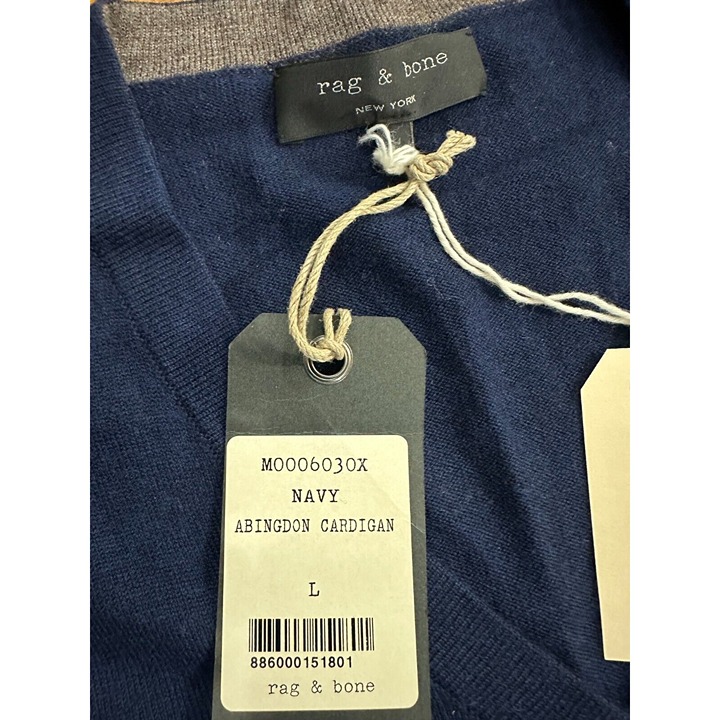 rag & bone
NEW YORK
M0006030X
NAVY
ABINGDON CARDIGAN
L
886000151801
rag & bone